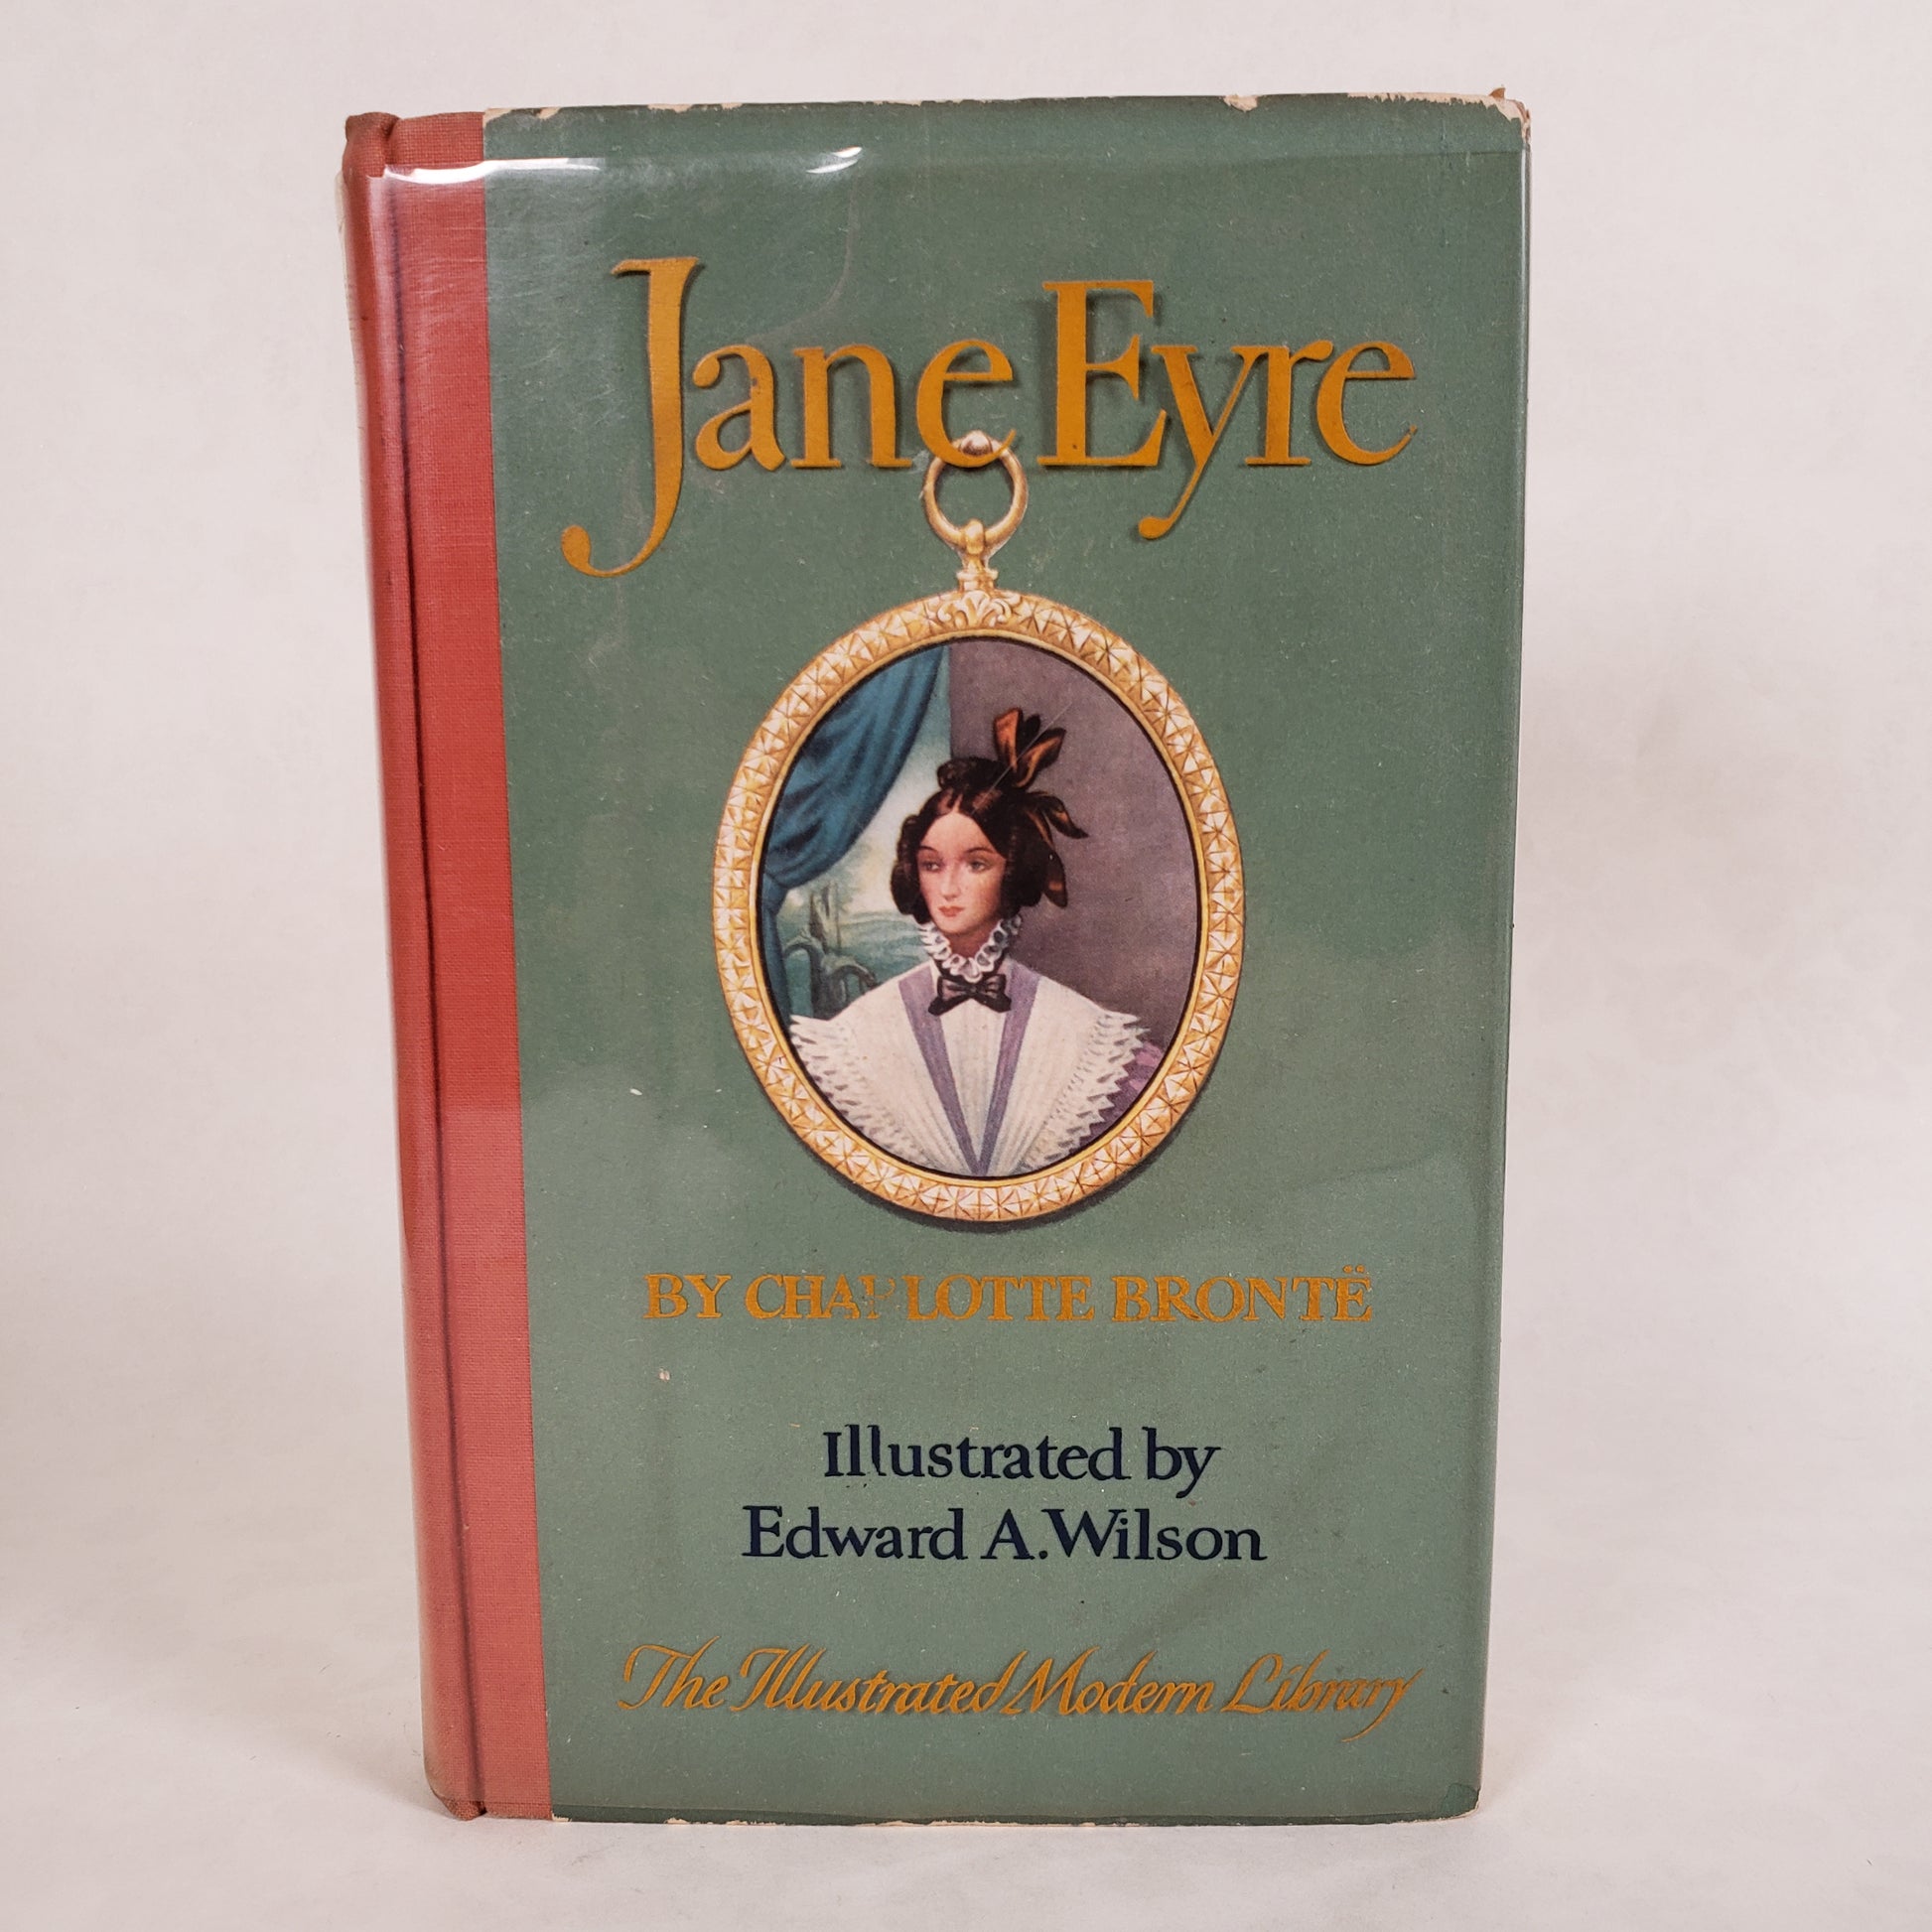 Jane Eyre
BY CHARLOTTE BRONTË
Illustrated by
Edward A. Wilson
The Illustrated Modern Library